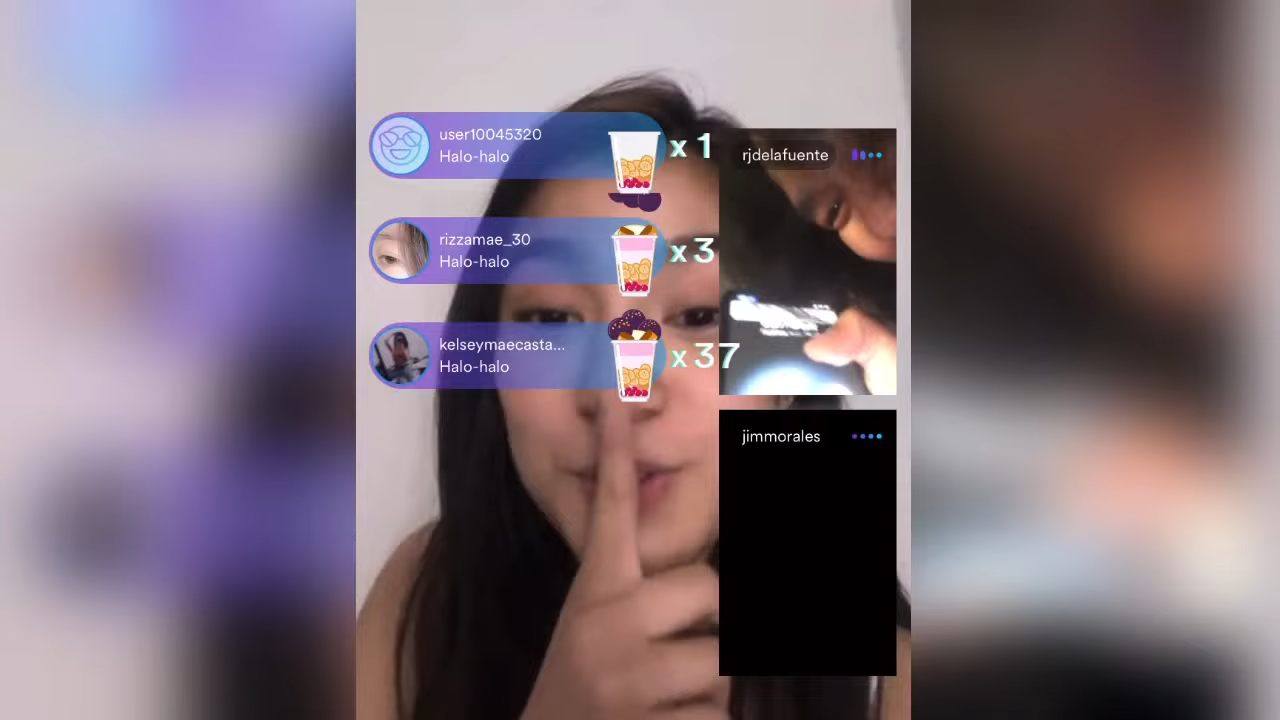 user10045320
Halo-halo
x 1
rizzamae_30
Halo-halo
x 3
kelseymaecasta...
Halo-halo
x 37
rjdelafuente
jimmorales